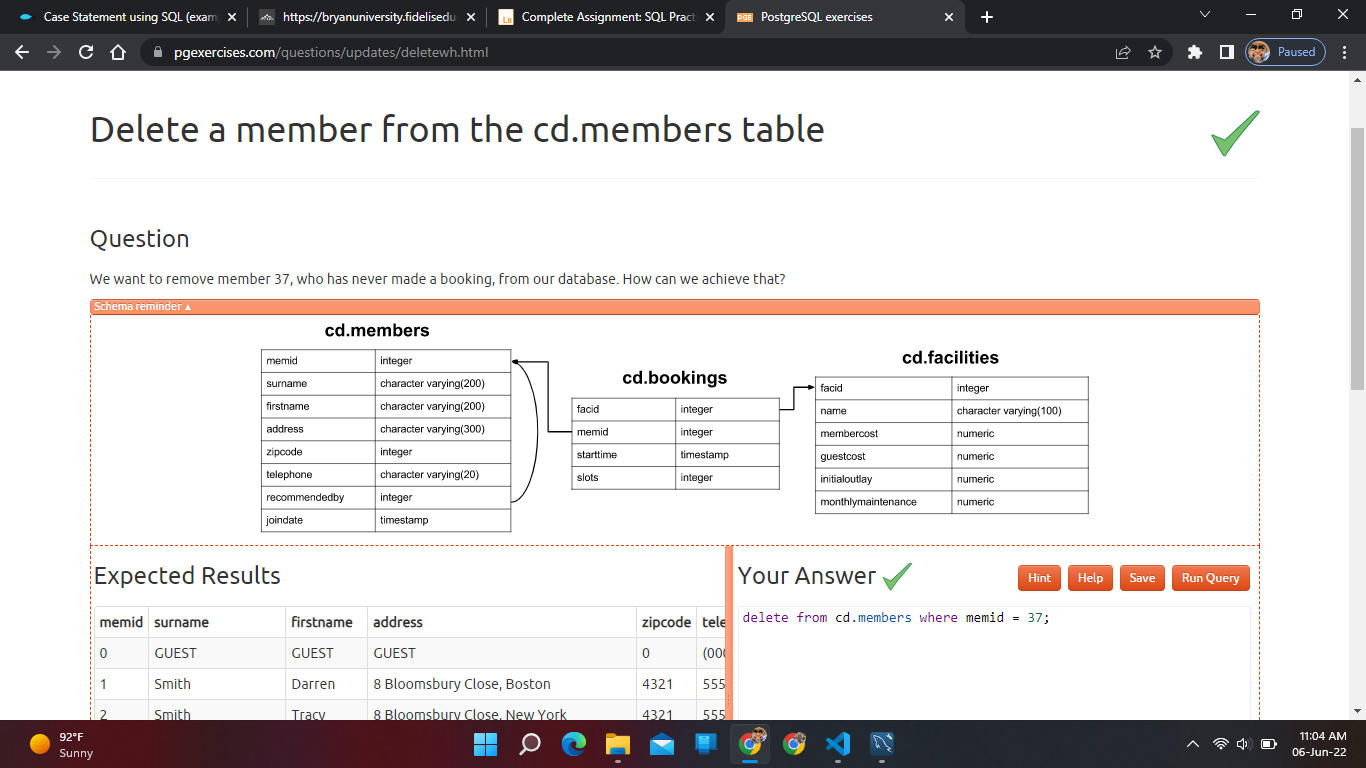 Case Statement using SQL (exam
https://bryanuniversity.fidelisedu
Complete Assignment: SQL Pract
PostgreSQL exercises
pgexercises.com/questions/updates/deletewh.html
Paused
Delete a member from the cd.members table
Question
We want to remove member 37, who has never made a booking, from our database. How can we achieve that?
Schema reminder ▲
cd.members
memid integer
surname character varying(200)
firstname character varying(200)
address character varying(300)
zipcode integer
telephone character varying(20)
recommendedby integer
joindate timestamp
cd.bookings
facid integer
memid integer
starttime timestamp
slots integer
cd.facilities
facid integer
name character varying(100)
membercost numeric
guestcost numeric
initialoutlay numeric
monthlymaintenance numeric
Expected Results
memid surname firstname address zipcode tele
0 GUEST GUEST GUEST 0 (000
1 Smith Darren 8 Bloomsbury Close, Boston 4321 555
2 Smith Tracy 8 Bloomsbury Close, New York 4321 555
Your Answer
Hint Help Save Run Query
delete from cd.members where memid = 37;
92°F
Sunny
11:04 AM
06-Jun-22